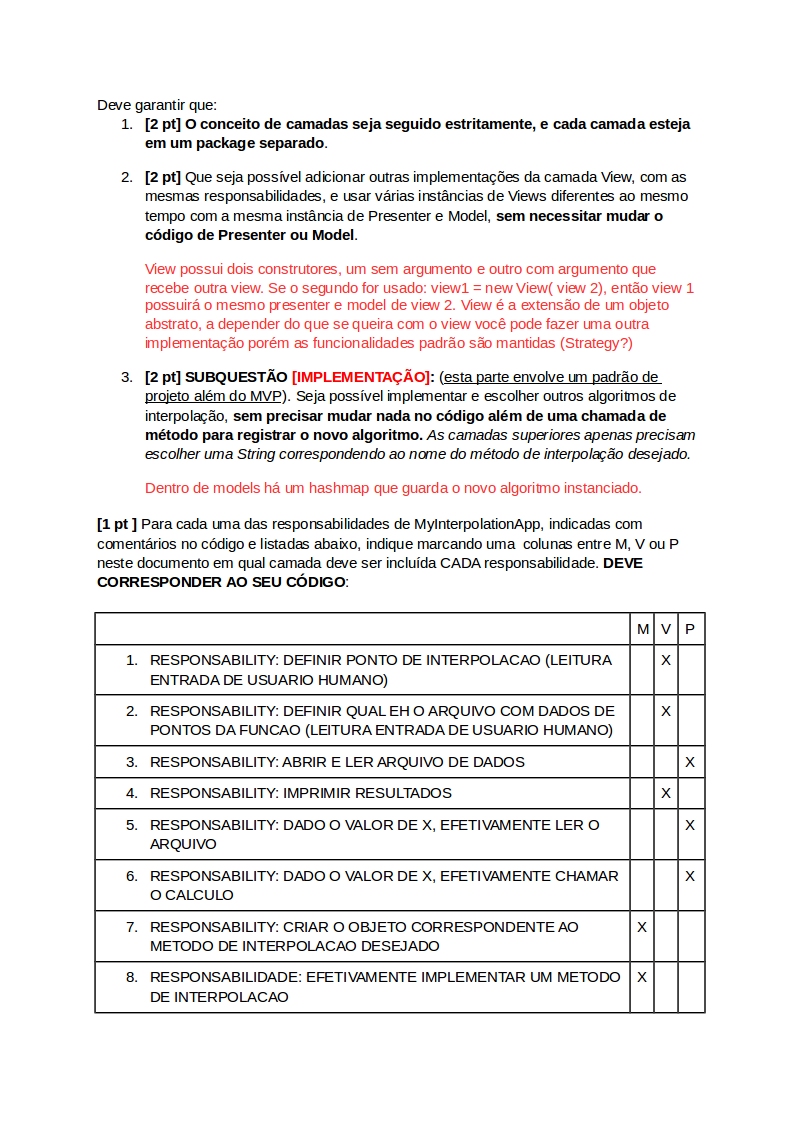 Deve garantir que:
1. [2 pt] O conceito de camadas seja seguido estritamente, e cada camada esteja
em um package separado.
2. [2 pt] Que seja possível adicionar outras implementações da camada View, com as
mesmas responsabilidades, e usar várias instâncias de Views diferentes ao mesmo
tempo com a mesma instância de Presenter e Model, sem necessitar mudar o
código de Presenter ou Model.
View possui dois construtores, um sem argumento e outro com argumento que
recebe outra view. Se o segundo for usado: view1 = new View( view 2), então view 1
possuirá o mesmo presenter e model de view 2. View é a extensão de um objeto
abstrato, a depender do que se queira com o view você pode fazer uma outra
implementação porém as funcionalidades padrão são mantidas (Strategy?)
3. [2 pt] SUBQUESTÃO [IMPLEMENTAÇÃO]: (esta parte envolve um padrão de
projeto além do MVP). Seja possível implementar e escolher outros algoritmos de
interpolação, sem precisar mudar nada no código além de uma chamada de
método para registrar o novo algoritmo. As camadas superiores apenas precisam
escolher uma String correspondendo ao nome do método de interpolação desejado.
Dentro de models há um hashmap que guarda o novo algoritmo instanciado.
[1 pt ] Para cada uma das responsabilidades de MyInterpolationApp, indicadas com
comentários no código e listadas abaixo, indique marcando uma colunas entre M, V ou P
neste documento em qual camada deve ser incluída CADA responsabilidade. DEVE
CORRESPONDER AO SEU CÓDIGO:
M V P
1. RESPONSABILITY: DEFINIR PONTO DE INTERPOLACAO (LEITURA X
ENTRADA DE USUARIO HUMANO)
2. RESPONSABILITY: DEFINIR QUAL EH O ARQUIVO COM DADOS DE X
PONTOS DA FUNCAO (LEITURA ENTRADA DE USUARIO HUMANO)
3. RESPONSABILITY: ABRIR E LER ARQUIVO DE DADOS X
4. RESPONSABILITY: IMPRIMIR RESULTADOS X
5. RESPONSABILITY: DADO O VALOR DE X, EFETIVAMENTE LER O X
ARQUIVO
6. RESPONSABILITY: DADO O VALOR DE X, EFETIVAMENTE CHAMAR X
O CALCULO
7. RESPONSABILITY: CRIAR O OBJETO CORRESPONDENTE AO X
METODO DE INTERPOLACAO DESEJADO
8. RESPONSABILIDADE: EFETIVAMENTE IMPLEMENTAR UM METODO X
DE INTERPOLACAO